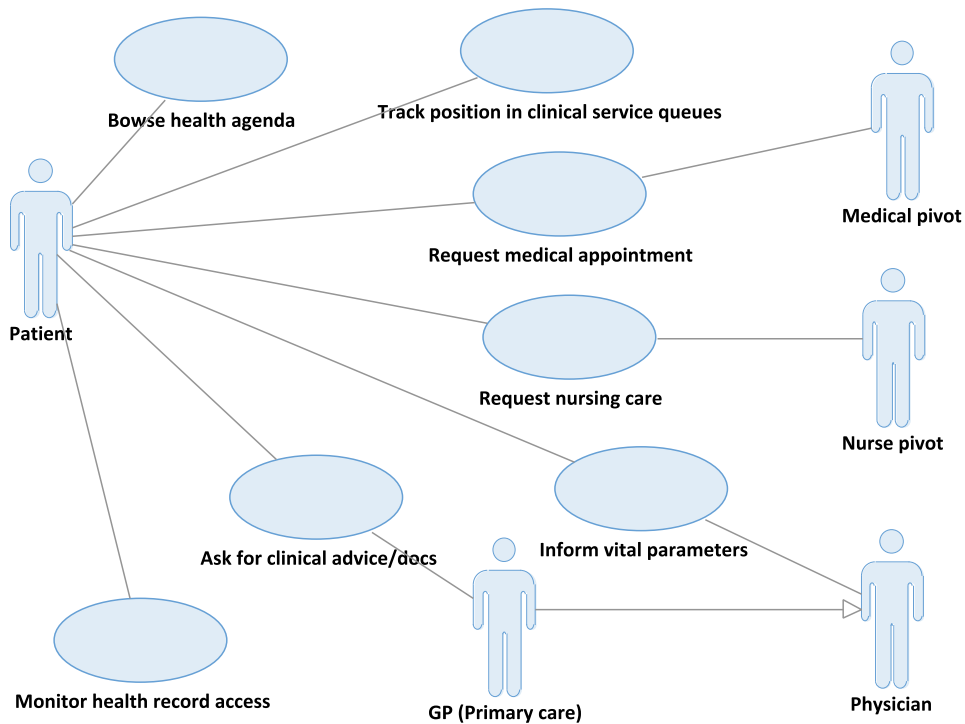 Bowse health agenda
Track position in clinical service queues
Medical pivot
Request medical appointment
Patient
Request nursing care
Nurse pivot
Ask for clinical advice/docs
Inform vital parameters
Monitor health record access
GP (Primary care)
Physician